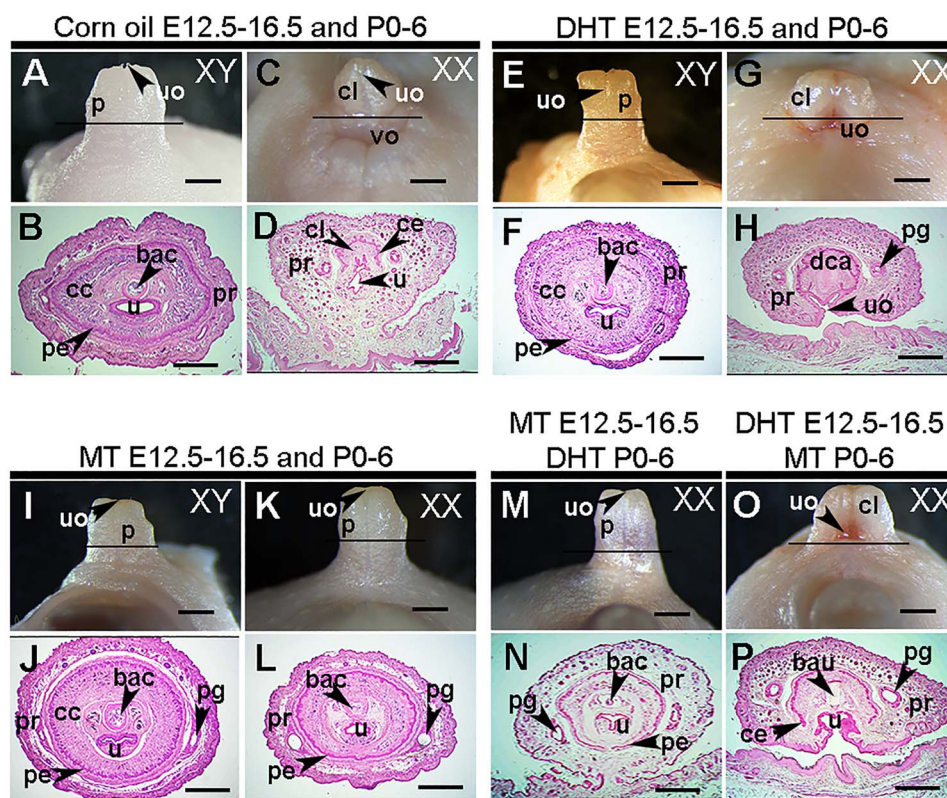 Corn oil E12.5-16.5 and P0-6
DHT E12.5-16.5 and P0-6
A XY uo p
C XX cl uo vo
E XY uo p
G XX cl uo
B bac cc u pr pe
D cl ce pr u
F bac pr cc u pe
H pg dca pr uo
MT E12.5-16.5 and P0-6
MT E12.5-16.5
DHT P0-6
DHT E12.5-16.5
MT P0-6
I XY uo p
K XX uo p
M XX uo p
O XX uo cl
J bac cc pg pr u pe
L bac pg pr u pe
N bac pr pg u pe
P bau pg pr ce u